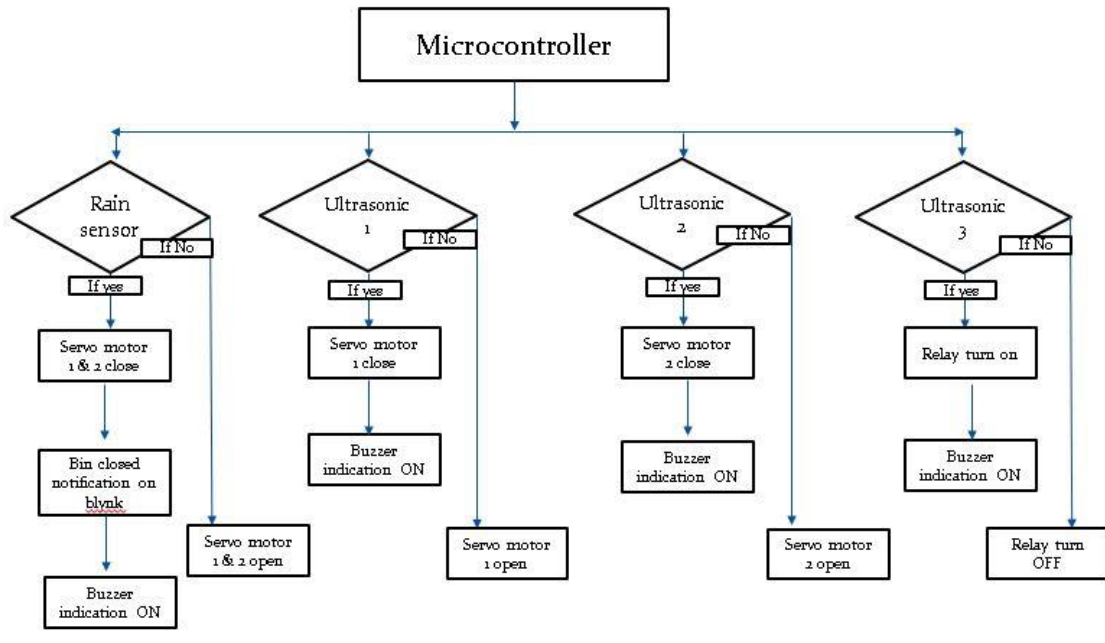 Microcontroller
Rain
sensor
If No
If yes
Servo motor
1 & 2 close
Bin closed
notification on
blynk
Buzzer
indication ON
Servo motor
1 & 2 open
Ultrasonic
1
If No
If yes
Servo motor
1 close
Buzzer
indication ON
Servo motor
1 open
Ultrasonic
2
If No
If yes
Servo motor
2 close
Buzzer
indication ON
Servo motor
2 open
Ultrasonic
3
If No
If yes
Relay turn on
Buzzer
indication ON
Relay turn
OFF